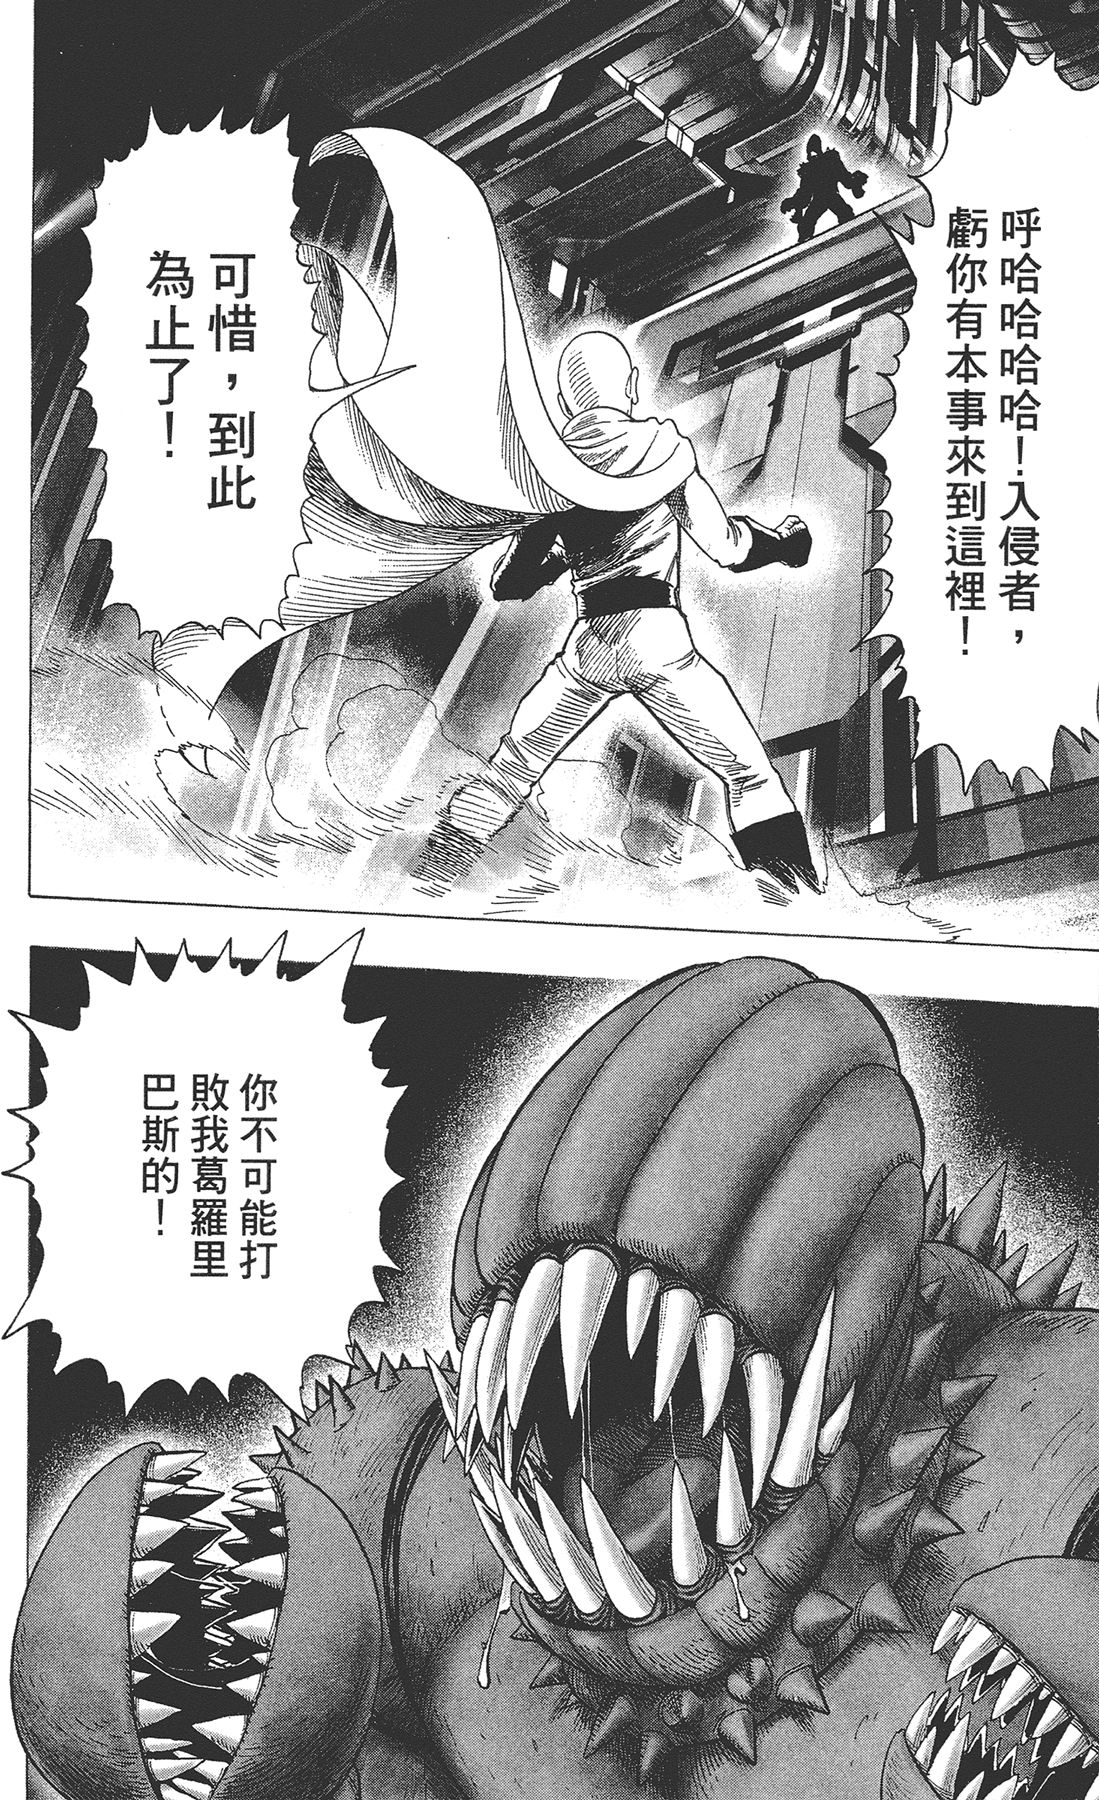 呼哈哈哈哈！入侵者，
虧你有本事來到這裡！
可惜，到此
為止了！
你不可能打
敗我葛羅里
巴斯的！